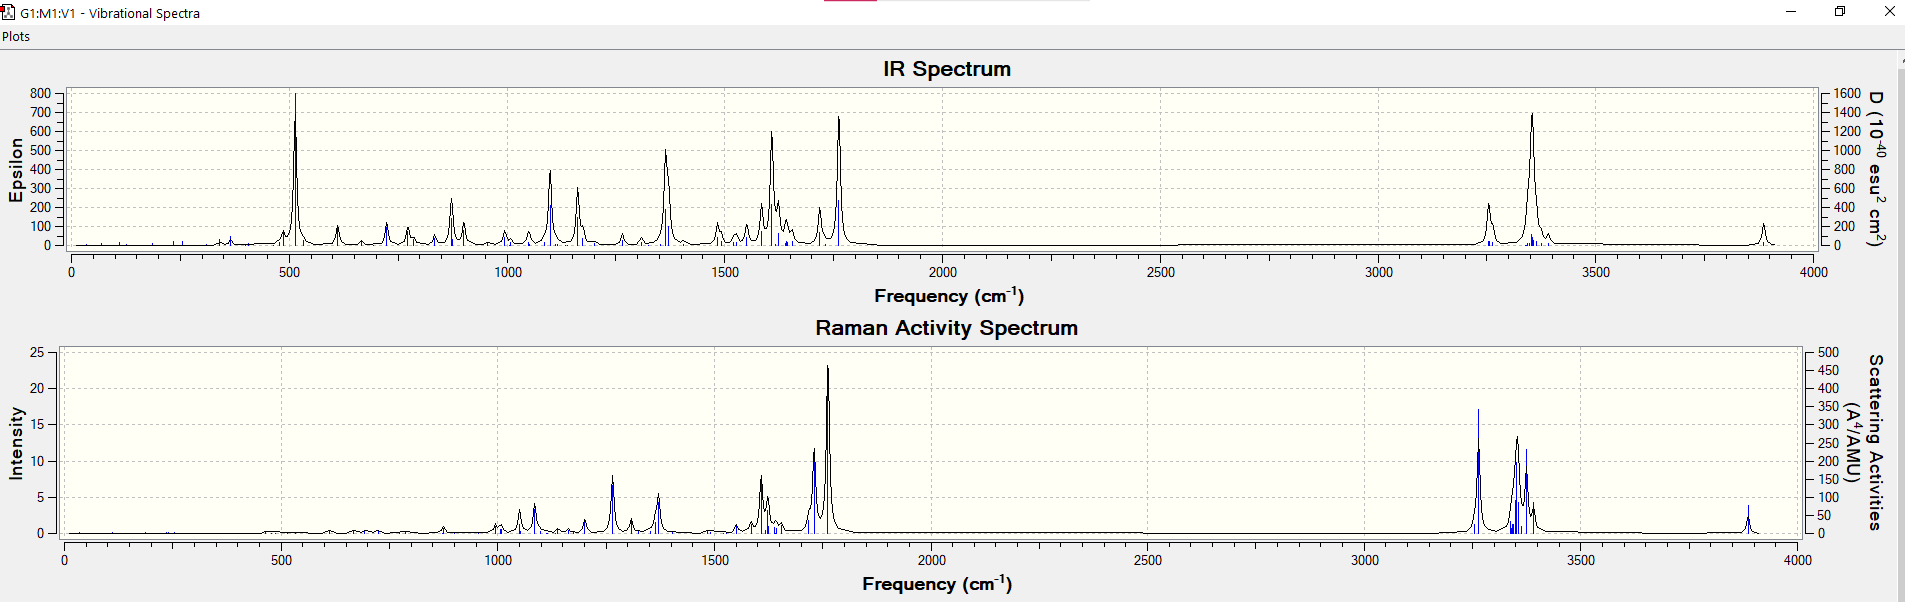 G1:M1:V1 - Vibrational Spectra
Plots
IR Spectrum
Epsilon
800
700
600
500
400
300
200
100
0
1600
1400
1200
1000
800
600
400
200
0
D (10⁻⁴⁰ esu² cm²)
0 500 1000 1500 2000 2500 3000 3500 4000
Frequency (cm⁻¹)
Raman Activity Spectrum
Intensity
25
20
15
10
5
0
500
450
400
350
300
250
200
150
100
50
0
Scattering Activities
(A⁴/AMU)
0 500 1000 1500 2000 2500 3000 3500 4000
Frequency (cm⁻¹)